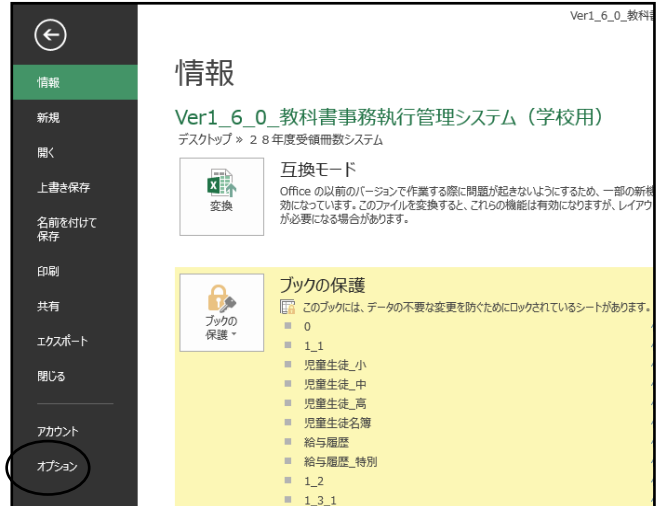 Ver1_6_0_教科
情報
情報
新規
Ver1_6_0_教科書事務執行管理システム（学校用）
デスクトップ » ２８年度受領冊数システム
開く
互換モード
上書き保存
Office の以前のバージョンで作業する際に問題が起きないようにするため、一部の新
変換
効になっています。このファイルを変換すると、これらの機能は有効になりますが、レイアウ
が必要になる場合があります。
名前を付けて
保存
印刷
ブックの保護
共有
このブックには、データの不要な変更を防ぐためにロックされているシートがあります。
ブックの
保護
0
エクスポート
1_1
児童生徒_小
閉じる
児童生徒_中
児童生徒_高
児童生徒名簿
アカウント
給与履歴
オプション
給与履歴_特別
1_2
1_3_1